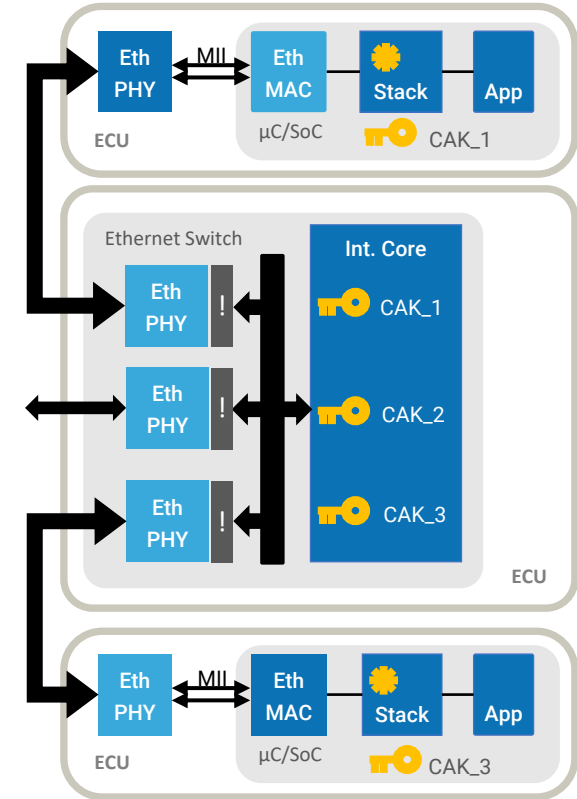 Eth
PHY
MII
Eth
MAC
Stack
App
ECU
µC/SoC
CAK_1
Ethernet Switch
Int. Core
Eth
PHY
!
CAK_1
Eth
PHY
!
CAK_2
Eth
PHY
!
CAK_3
ECU
Eth
PHY
MII
Eth
MAC
Stack
App
ECU
µC/SoC
CAK_3